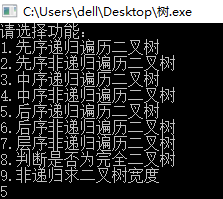 C:\Users\dell\Desktop\树.exe
请选择功能:
1.先序递归遍历二叉树
2.先序非递归遍历二叉树
3.中序递归遍历二叉树
4.中序非递归遍历二叉树
5.后序递归遍历二叉树
6.后序非递归遍历二叉树
7.层序非递归遍历二叉树
8.判断是否为完全二叉树
9.非递归求二叉树宽度
5